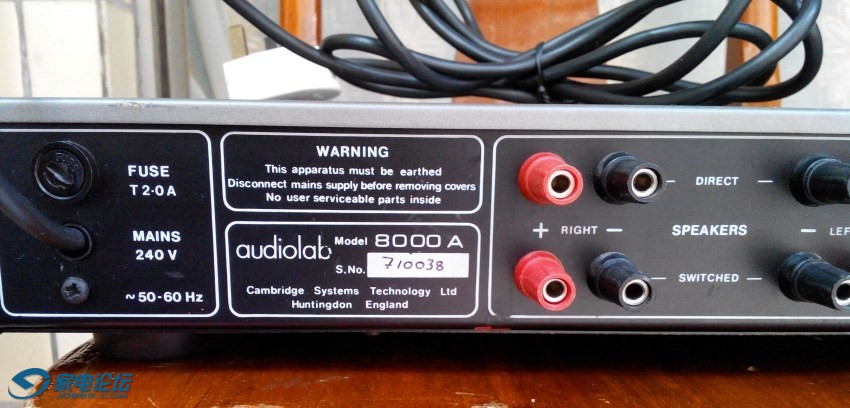 FUSE
T 2·0 A
MAINS
240 V
~ 50-60 Hz
WARNING
This apparatus must be earthed
Disconnect mains supply before removing covers
No user serviceable parts inside
audiolab Model 8000 A
S.No. 710038
Cambridge Systems Technology Ltd
Huntingdon England
DIRECT
+ RIGHT − SPEAKERS − LEF
SWITCHED
家电论坛